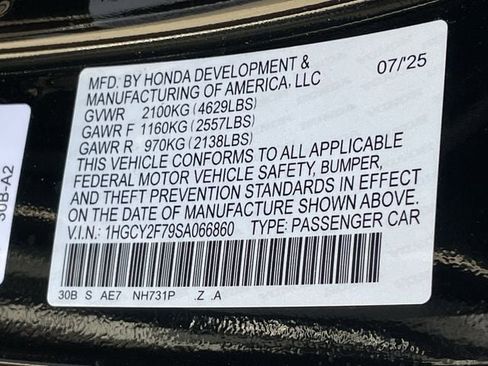 MFD. BY HONDA DEVELOPMENT & 07/'25
MANUFACTURING OF AMERICA, LLC
GVWR 2100KG (4629LBS)
GAWR F 1160KG (2557LBS)
GAWR R 970KG (2138LBS)
THIS VEHICLE CONFORMS TO ALL APPLICABLE
FEDERAL MOTOR VEHICLE SAFETY, BUMPER,
AND THEFT PREVENTION STANDARDS IN EFFECT
ON THE DATE OF MANUFACTURE SHOWN ABOVE.
V.I.N.: 1HGCY2F79SA066860 TYPE: PASSENGER CAR
30B S AE7 NH731P .Z .A
30B-A2